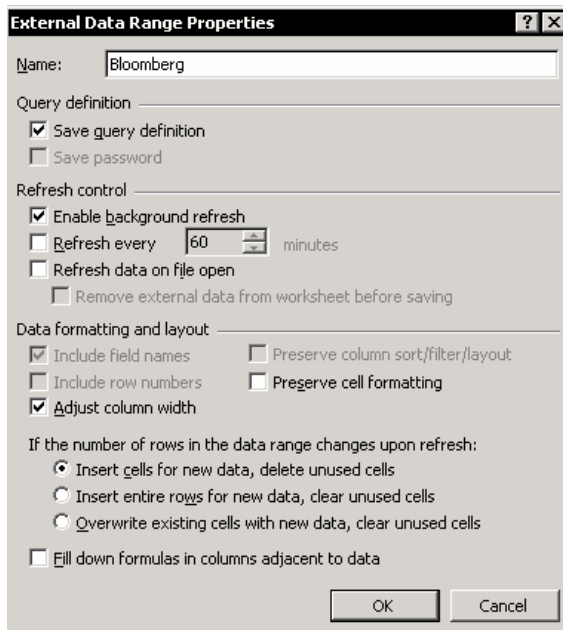 External Data Range Properties
Name: Bloomberg
Query definition
Save query definition
Save password
Refresh control
Enable background refresh
Refresh every 60 minutes
Refresh data on file open
Remove external data from worksheet before saving
Data formatting and layout
Include field names Preserve column sort/filter/layout
Include row numbers Preserve cell formatting
Adjust column width
If the number of rows in the data range changes upon refresh:
Insert cells for new data, delete unused cells
Insert entire rows for new data, clear unused cells
Overwrite existing cells with new data, clear unused cells
Fill down formulas in columns adjacent to data
OK Cancel